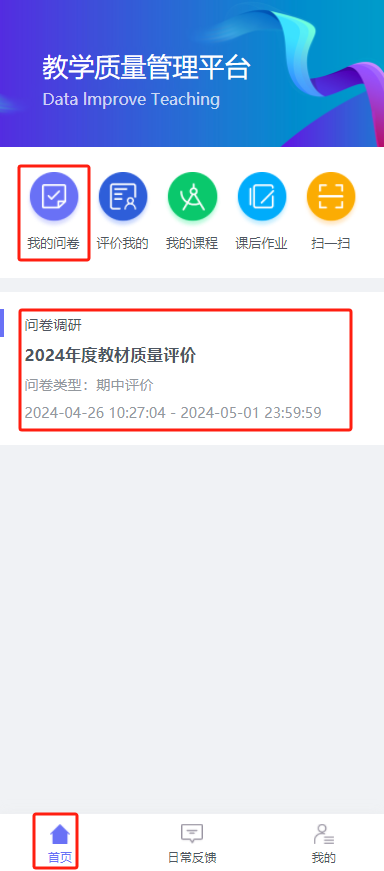 教学质量管理平台
Data Improve Teaching
我的问卷 评价我的 我的课程 课后作业 扫一扫
问卷调研
2024年度教材质量评价
问卷类型：期中评价
2024-04-26 10:27:04 - 2024-05-01 23:59:59
首页 日常反馈 我的